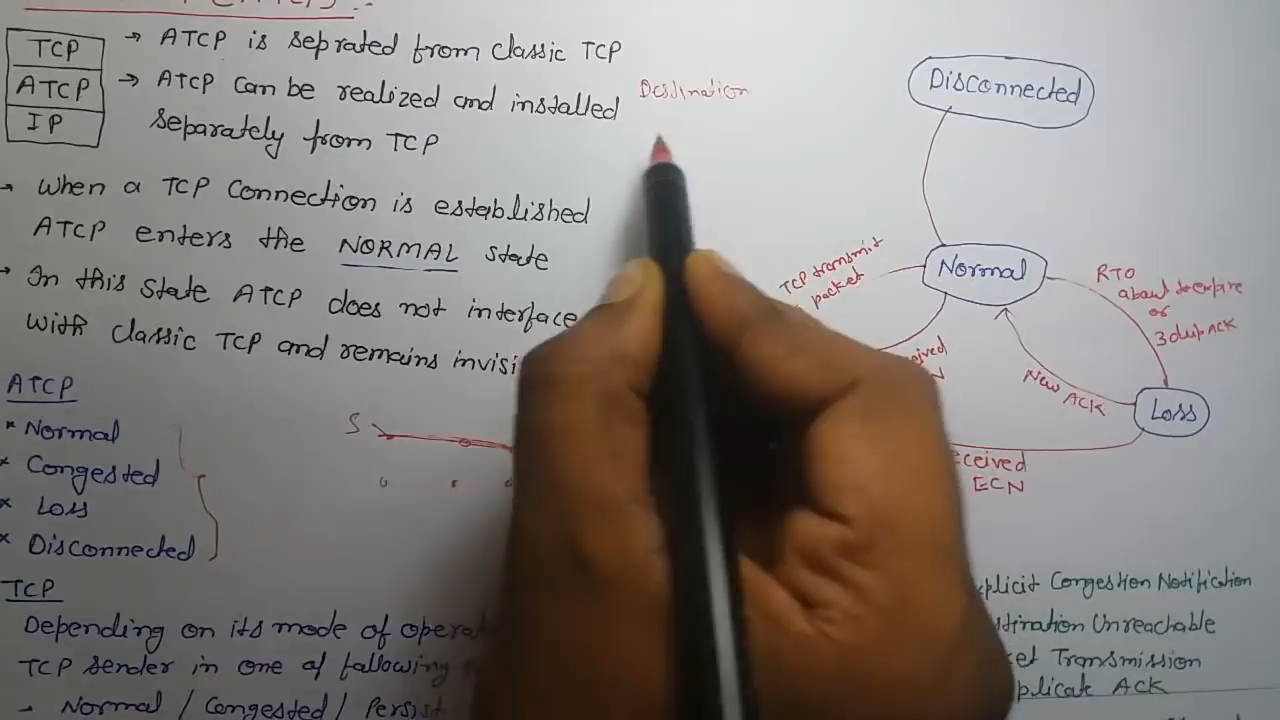 TCP
ATCP
IP
→ ATCP is seprated from classic TCP
→ ATCP can be realized and installed
separately from TCP
→ When a TCP Connection is established
ATCP enters the NORMAL state
→ In this state ATCP does not interface
with classic TCP and remains invisi
ATCP
* Normal
* Congested
* Loss
* Disconnected
TCP
Depending on its mode of opera
TCP sender in one of following
→ Normal / Congested / Persist
S
Destination
Disconnected
Normal
TCP transmit
packet
RTO
about to expire
or
3 dup ACK
New ACK
Loss
eceived
ECN
plicit Congestion Notification
stination Unreachable
et Transmission
plicate ACK